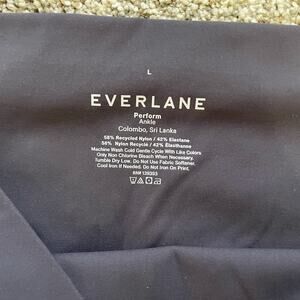 L
EVERLANE
Perform
Ankle
Colombo, Sri Lanka
58% Recycled Nylon / 42% Elastane
58% Nylon Recyclé / 42% Élasthanne
Machine Wash Cold Gentle Cycle With Like Colors
Only Non Chlorine Bleach When Necessary.
Tumble Dry Low. Do Not Use Fabric Softener.
Cool Iron If Needed. Do Not Iron On Print.
RN# 139353